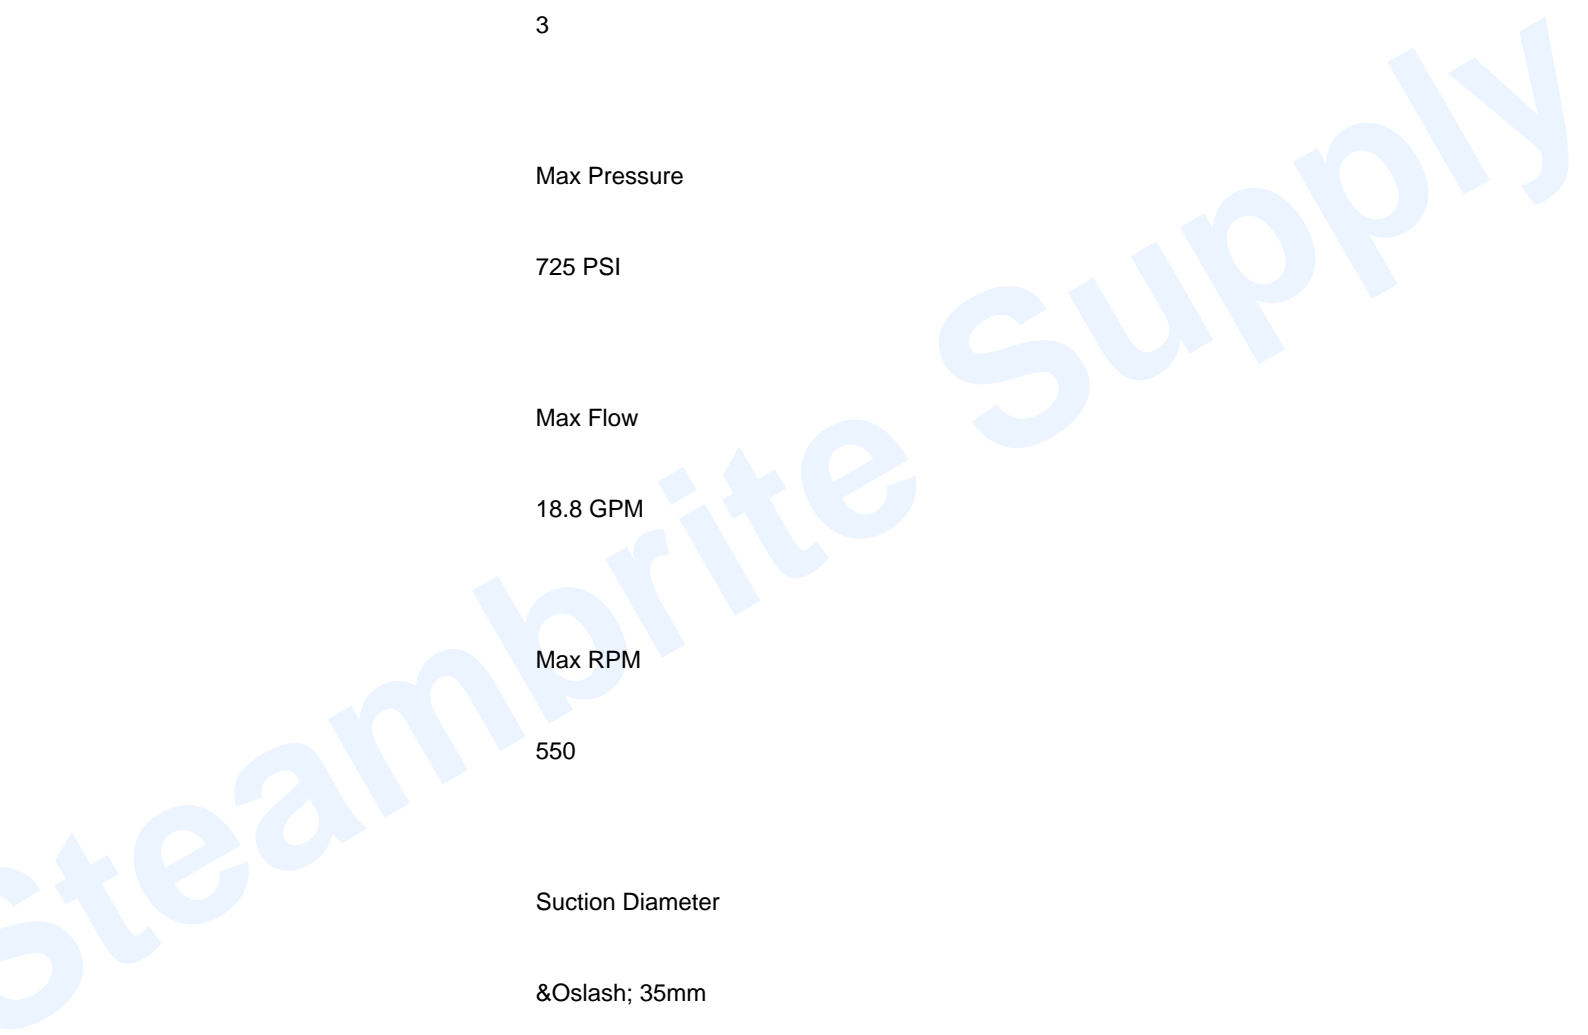 3
Max Pressure
725 PSI
Max Flow
18.8 GPM
Max RPM
550
Suction Diameter
&Oslash; 35mm
Steambrite Supply